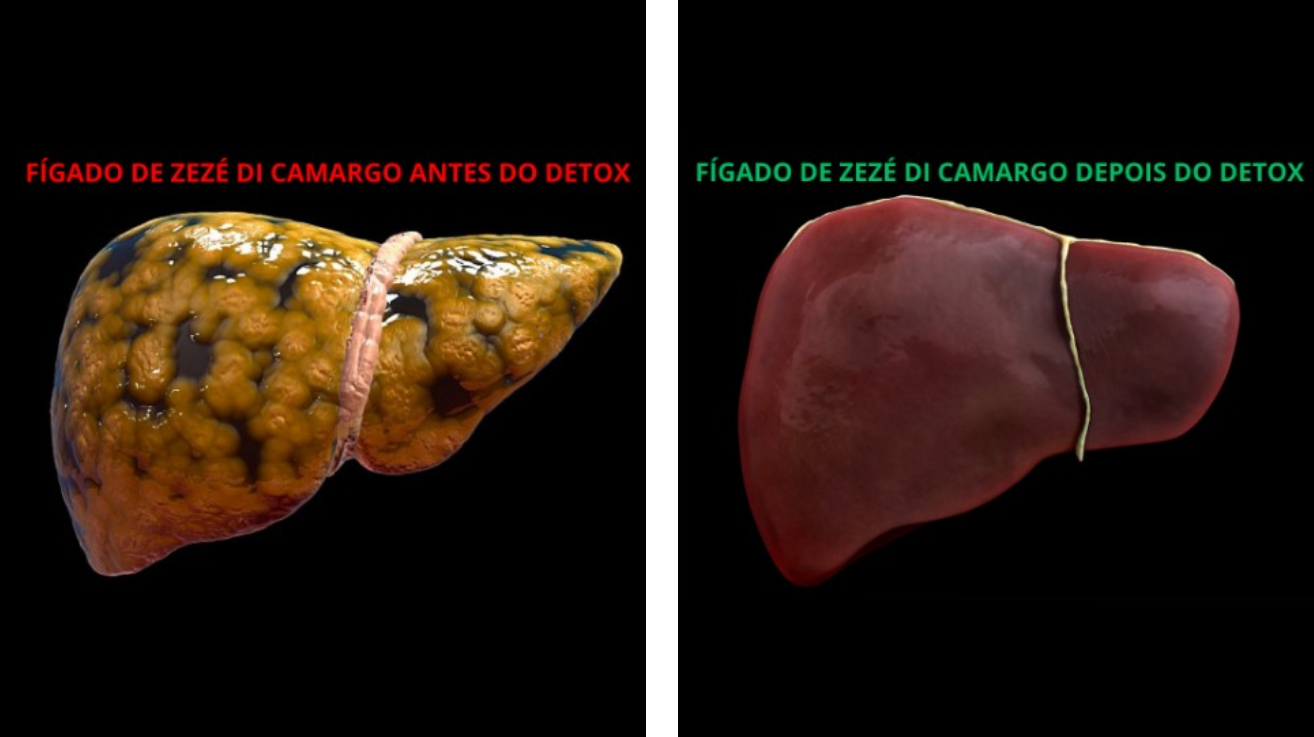 FÍGADO DE ZEZÉ DI CAMARGO ANTES DO DETOX
FÍGADO DE ZEZÉ DI CAMARGO DEPOIS DO DETOX